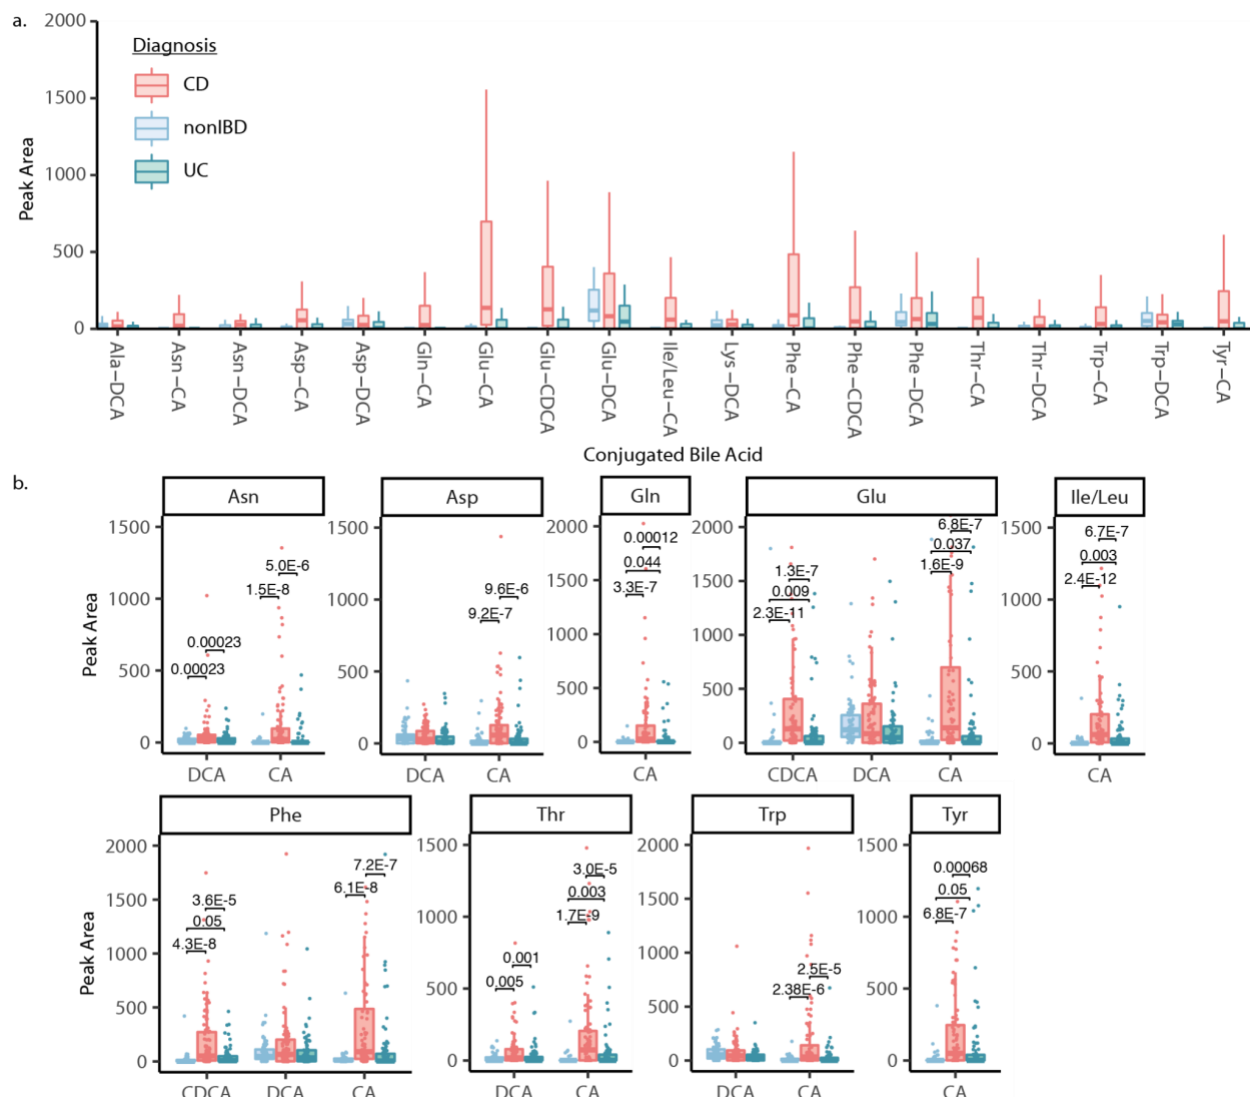 a.
2000
1500
1000
500
0
Peak Area
Diagnosis
CD
nonIBD
UC
Ala-DCA
Asn-CA
Asn-DCA
Asp-CA
Asp-DCA
Gln-CA
Glu-CA
Glu-CDCA
Glu-DCA
Ile/Leu-CA
Lys-DCA
Phe-CA
Phe-CDCA
Phe-DCA
Thr-CA
Thr-DCA
Trp-CA
Trp-DCA
Tyr-CA
Conjugated Bile Acid
b.
Peak Area
Asn
1500
1000
500
0
0.00023
0.00023
5.0E-6
1.5E-8
DCA CA
Asp
1500
1000
500
0
9.6E-6
9.2E-7
DCA CA
Gln
2000
1500
1000
500
0
0.00012
0.044
3.3E-7
CA
Glu
2000
1500
1000
500
0
1.3E-7
0.009
2.3E-11
6.8E-7
0.037
1.6E-9
CDCA DCA CA
Ile/Leu
1500
1000
500
0
6.7E-7
0.003
2.4E-12
CA
Peak Area
Phe
2000
1500
1000
500
0
3.6E-5
0.05
4.3E-8
7.2E-7
6.1E-8
CDCA DCA CA
Thr
1500
1000
500
0
0.001
0.005
3.0E-5
0.003
1.7E-9
DCA CA
Trp
2000
1500
1000
500
0
2.5E-5
2.38E-6
DCA CA
Tyr
1500
1000
500
0
0.00068
0.05
6.8E-7
CA